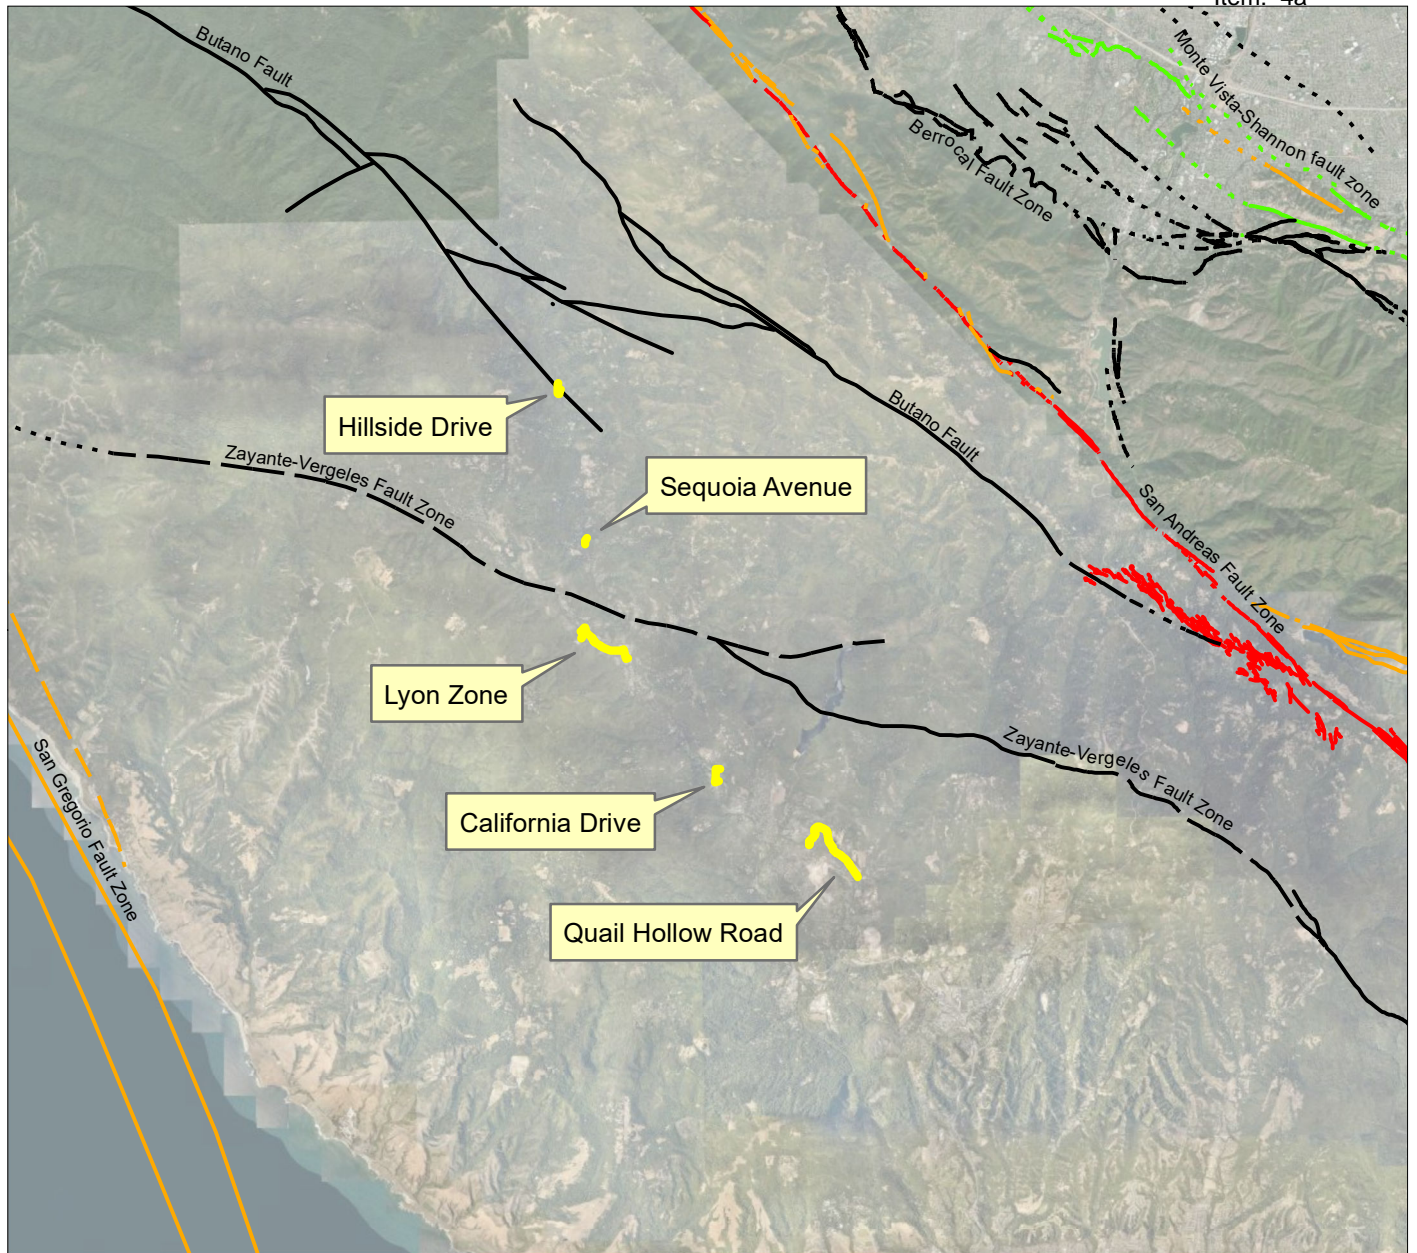 Item: 4a
Butano Fault
Monte Vista-Shannon fault zone
Berrocal Fault Zone
Hillside Drive
Butano Fault
Zayante-Vergeles Fault Zone
Sequoia Avenue
San Andreas Fault Zone
Lyon Zone
San Gregorio Fault Zone
Zayante-Vergeles Fault Zone
California Drive
Quail Hollow Road